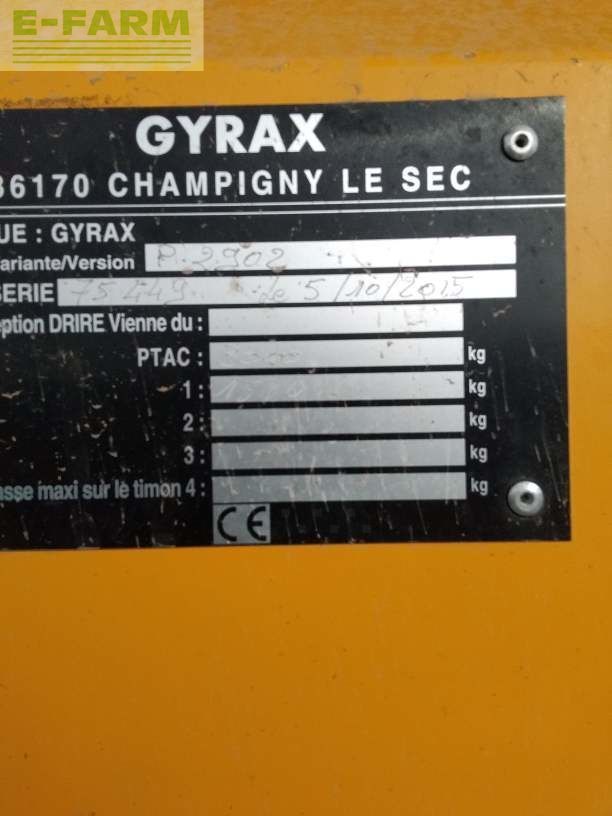 E-FARM
GYRAX
86170 CHAMPIGNY LE SEC
UE : GYRAX
ariante/Version P. 2902
SERIE 75449 le 5/10/2015
eption DRIRE Vienne du :
PTAC : kg
1 : kg
2 : kg
3 : kg
asse maxi sur le timon 4 : kg
CE